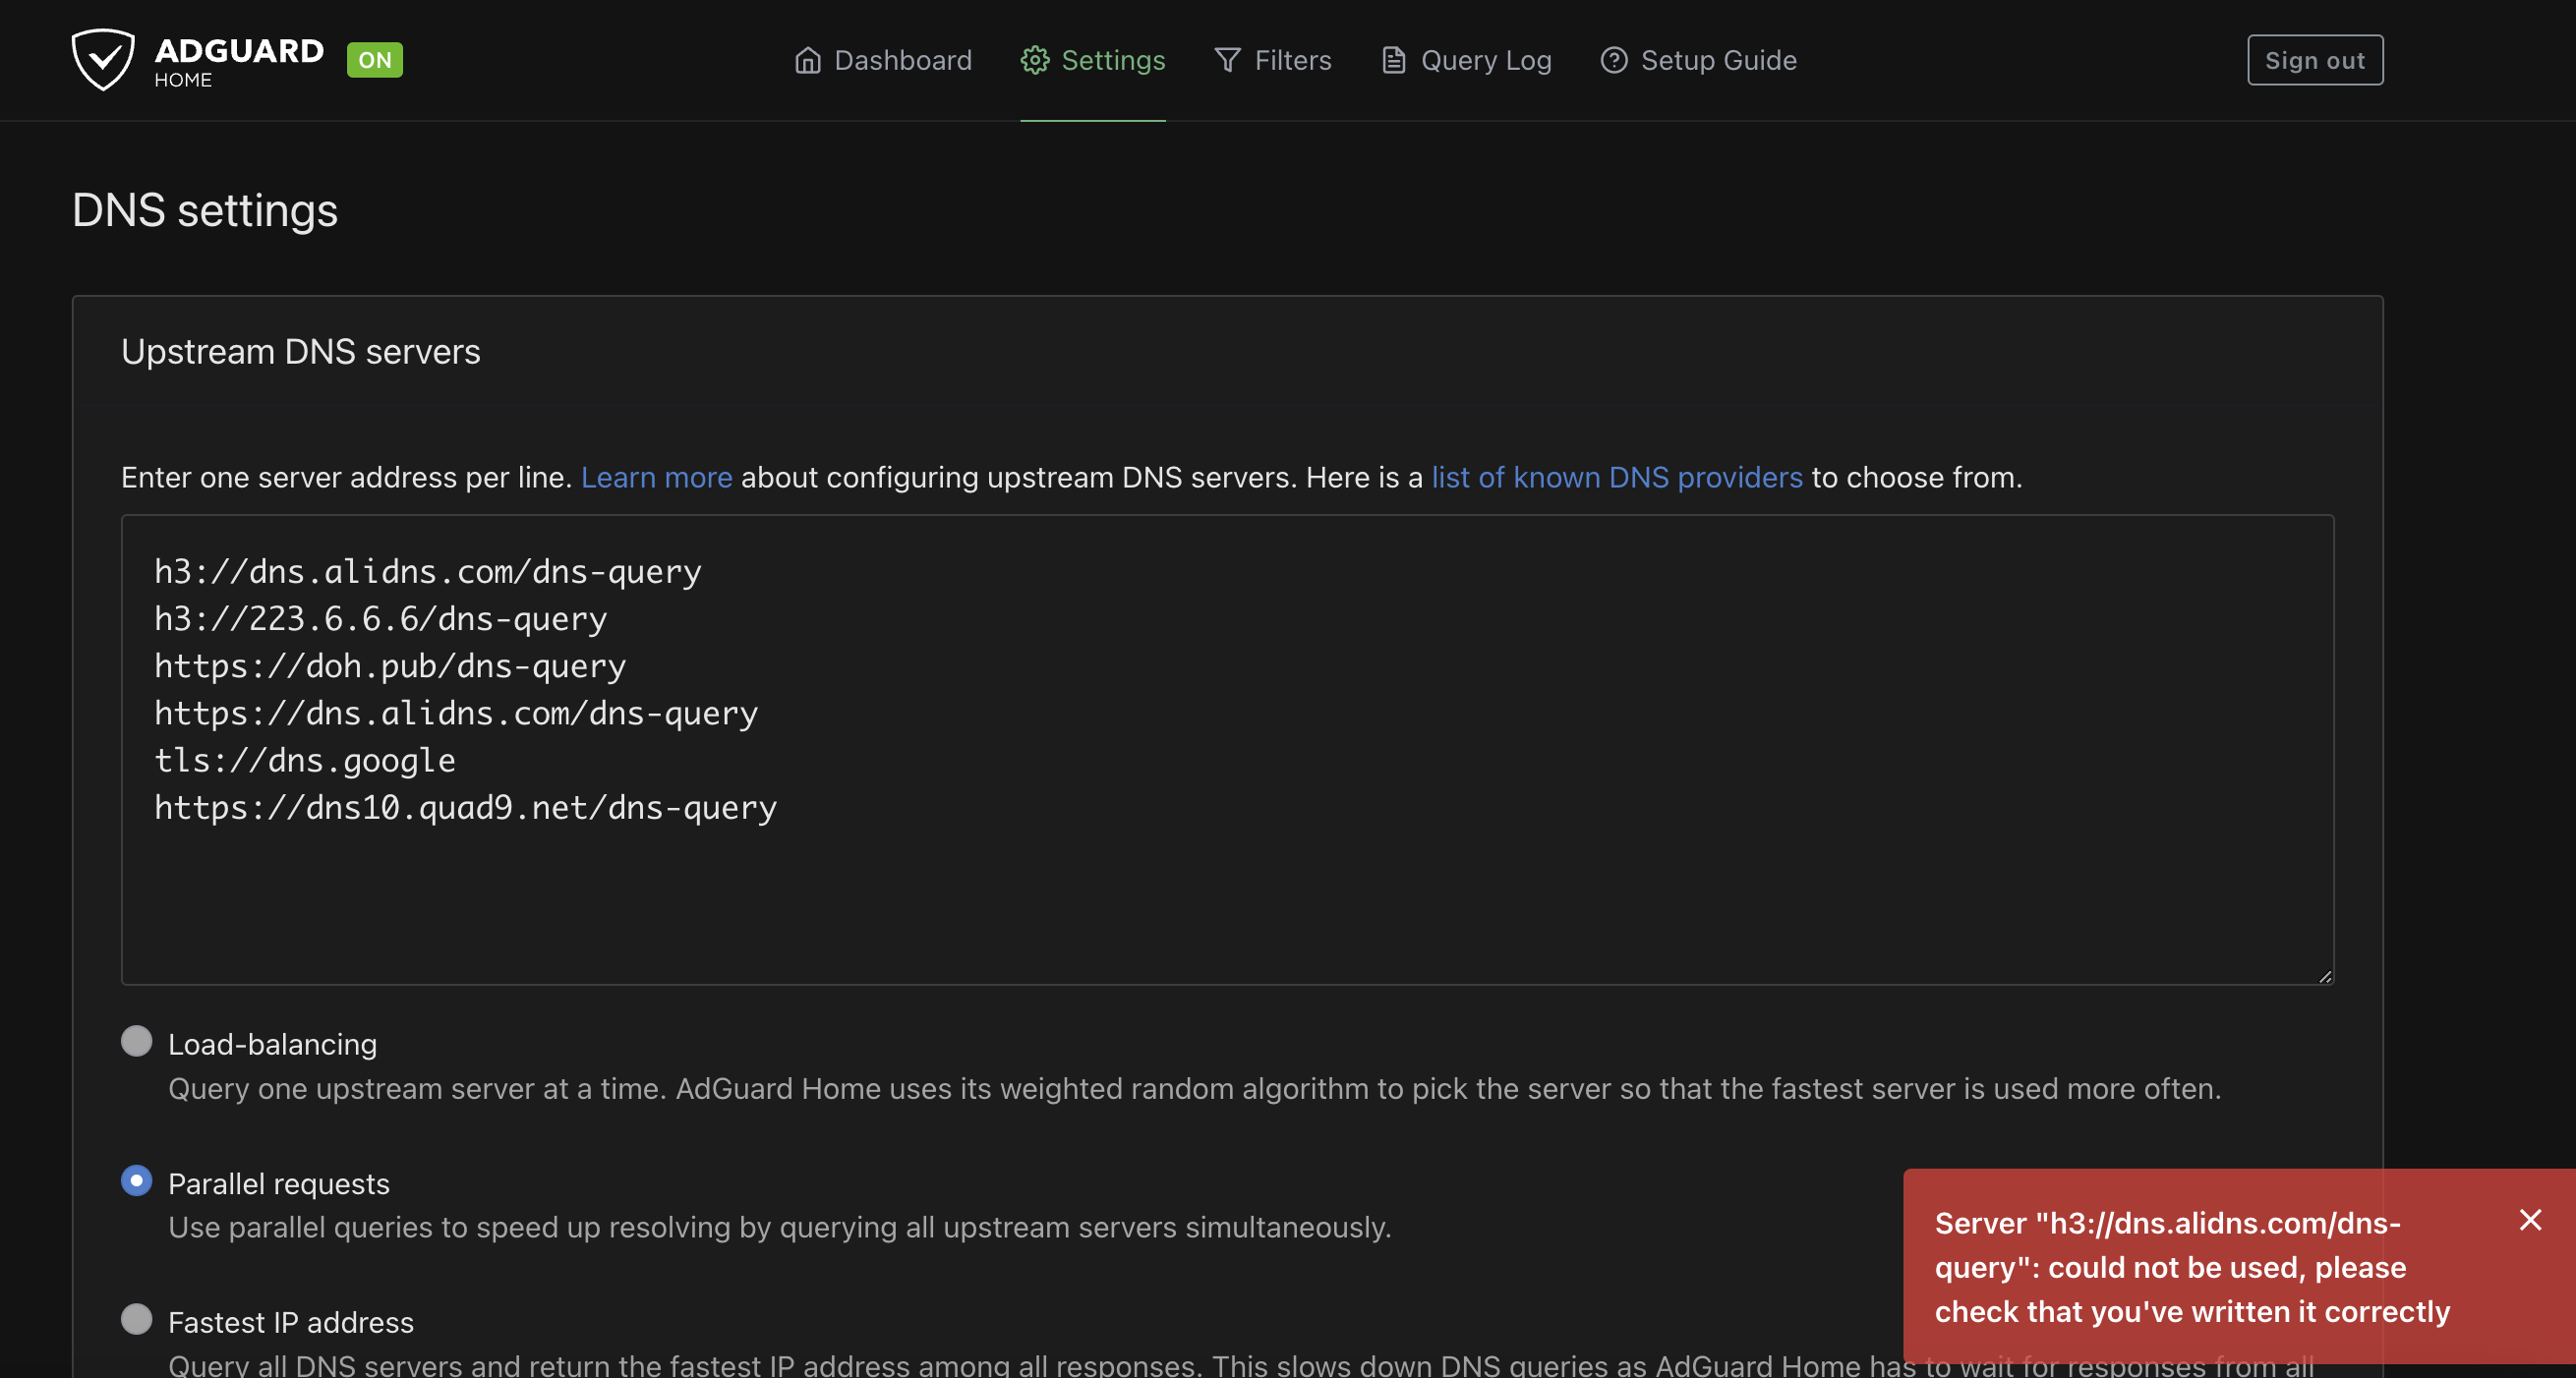 ADGUARD
HOME
ON
Dashboard
Settings
Filters
Query Log
Setup Guide
Sign out
DNS settings
Upstream DNS servers
Enter one server address per line. Learn more about configuring upstream DNS servers. Here is a list of known DNS providers to choose from.
h3://dns.alidns.com/dns-query
h3://223.6.6.6/dns-query
https://doh.pub/dns-query
https://dns.alidns.com/dns-query
tls://dns.google
https://dns10.quad9.net/dns-query
Load-balancing
Query one upstream server at a time. AdGuard Home uses its weighted random algorithm to pick the server so that the fastest server is used more often.
Parallel requests
Use parallel queries to speed up resolving by querying all upstream servers simultaneously.
Fastest IP address
Query all DNS servers and return the fastest IP address among all responses. This slows down DNS queries as AdGuard Home has to wait for responses from all
Server "h3://dns.alidns.com/dns-
query": could not be used, please
check that you've written it correctly